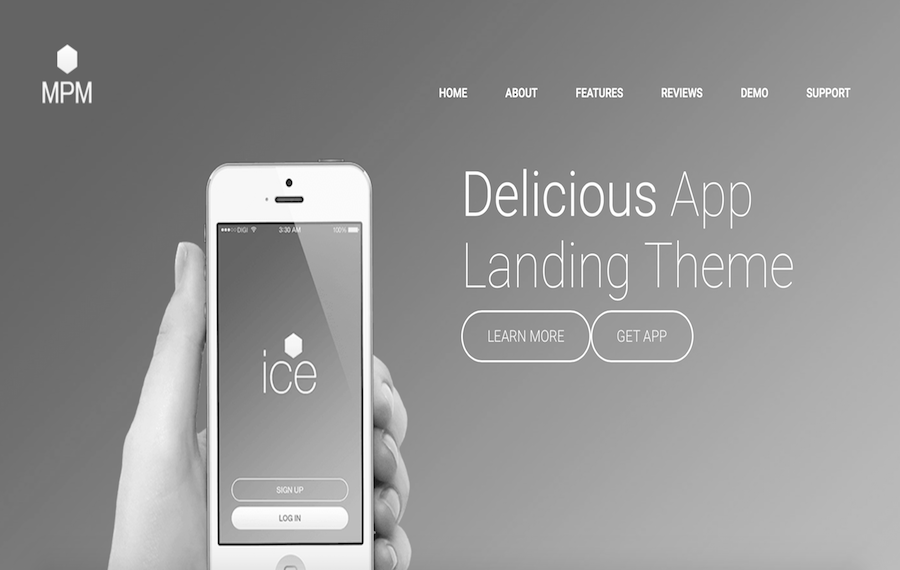 MPM
HOME ABOUT FEATURES REVIEWS DEMO SUPPORT
Delicious App
Landing Theme
LEARN MORE GET APP
DIGI 3:30 AM 100%
ice
SIGN UP
LOG IN